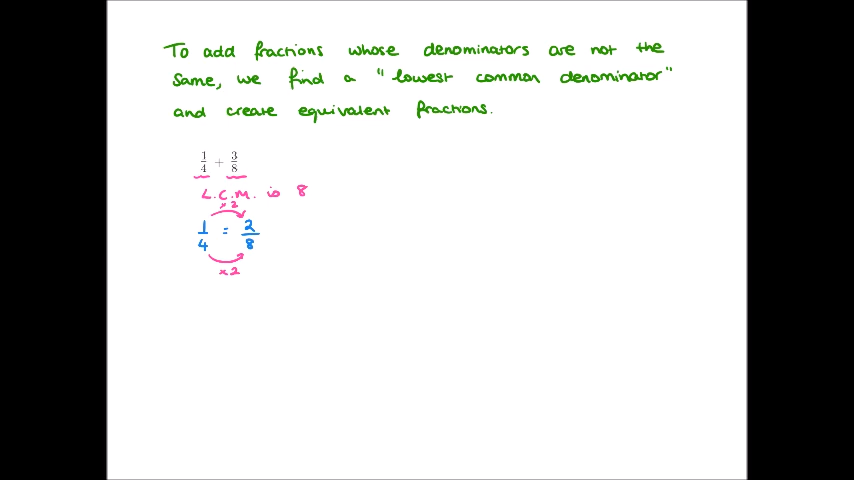 To add fractions whose denominators are not the
same, we find a "lowest common denominator"
and create equivalent fractions.
1/4 + 3/8
L.C.M. is 8
×2
1/4 = 2/8
×2